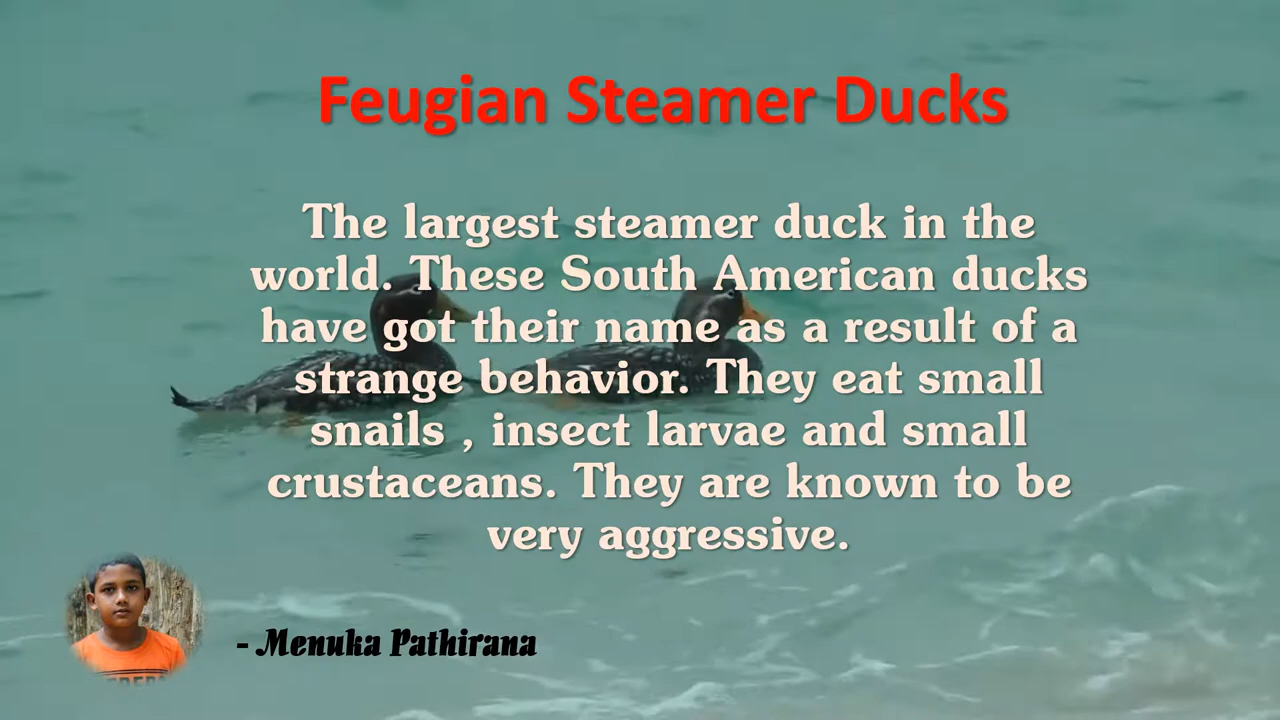 Feugian Steamer Ducks
The largest steamer duck in the
world. These South American ducks
have got their name as a result of a
strange behavior. They eat small
snails , insect larvae and small
crustaceans. They are known to be
very aggressive.
- Menuka Pathirana